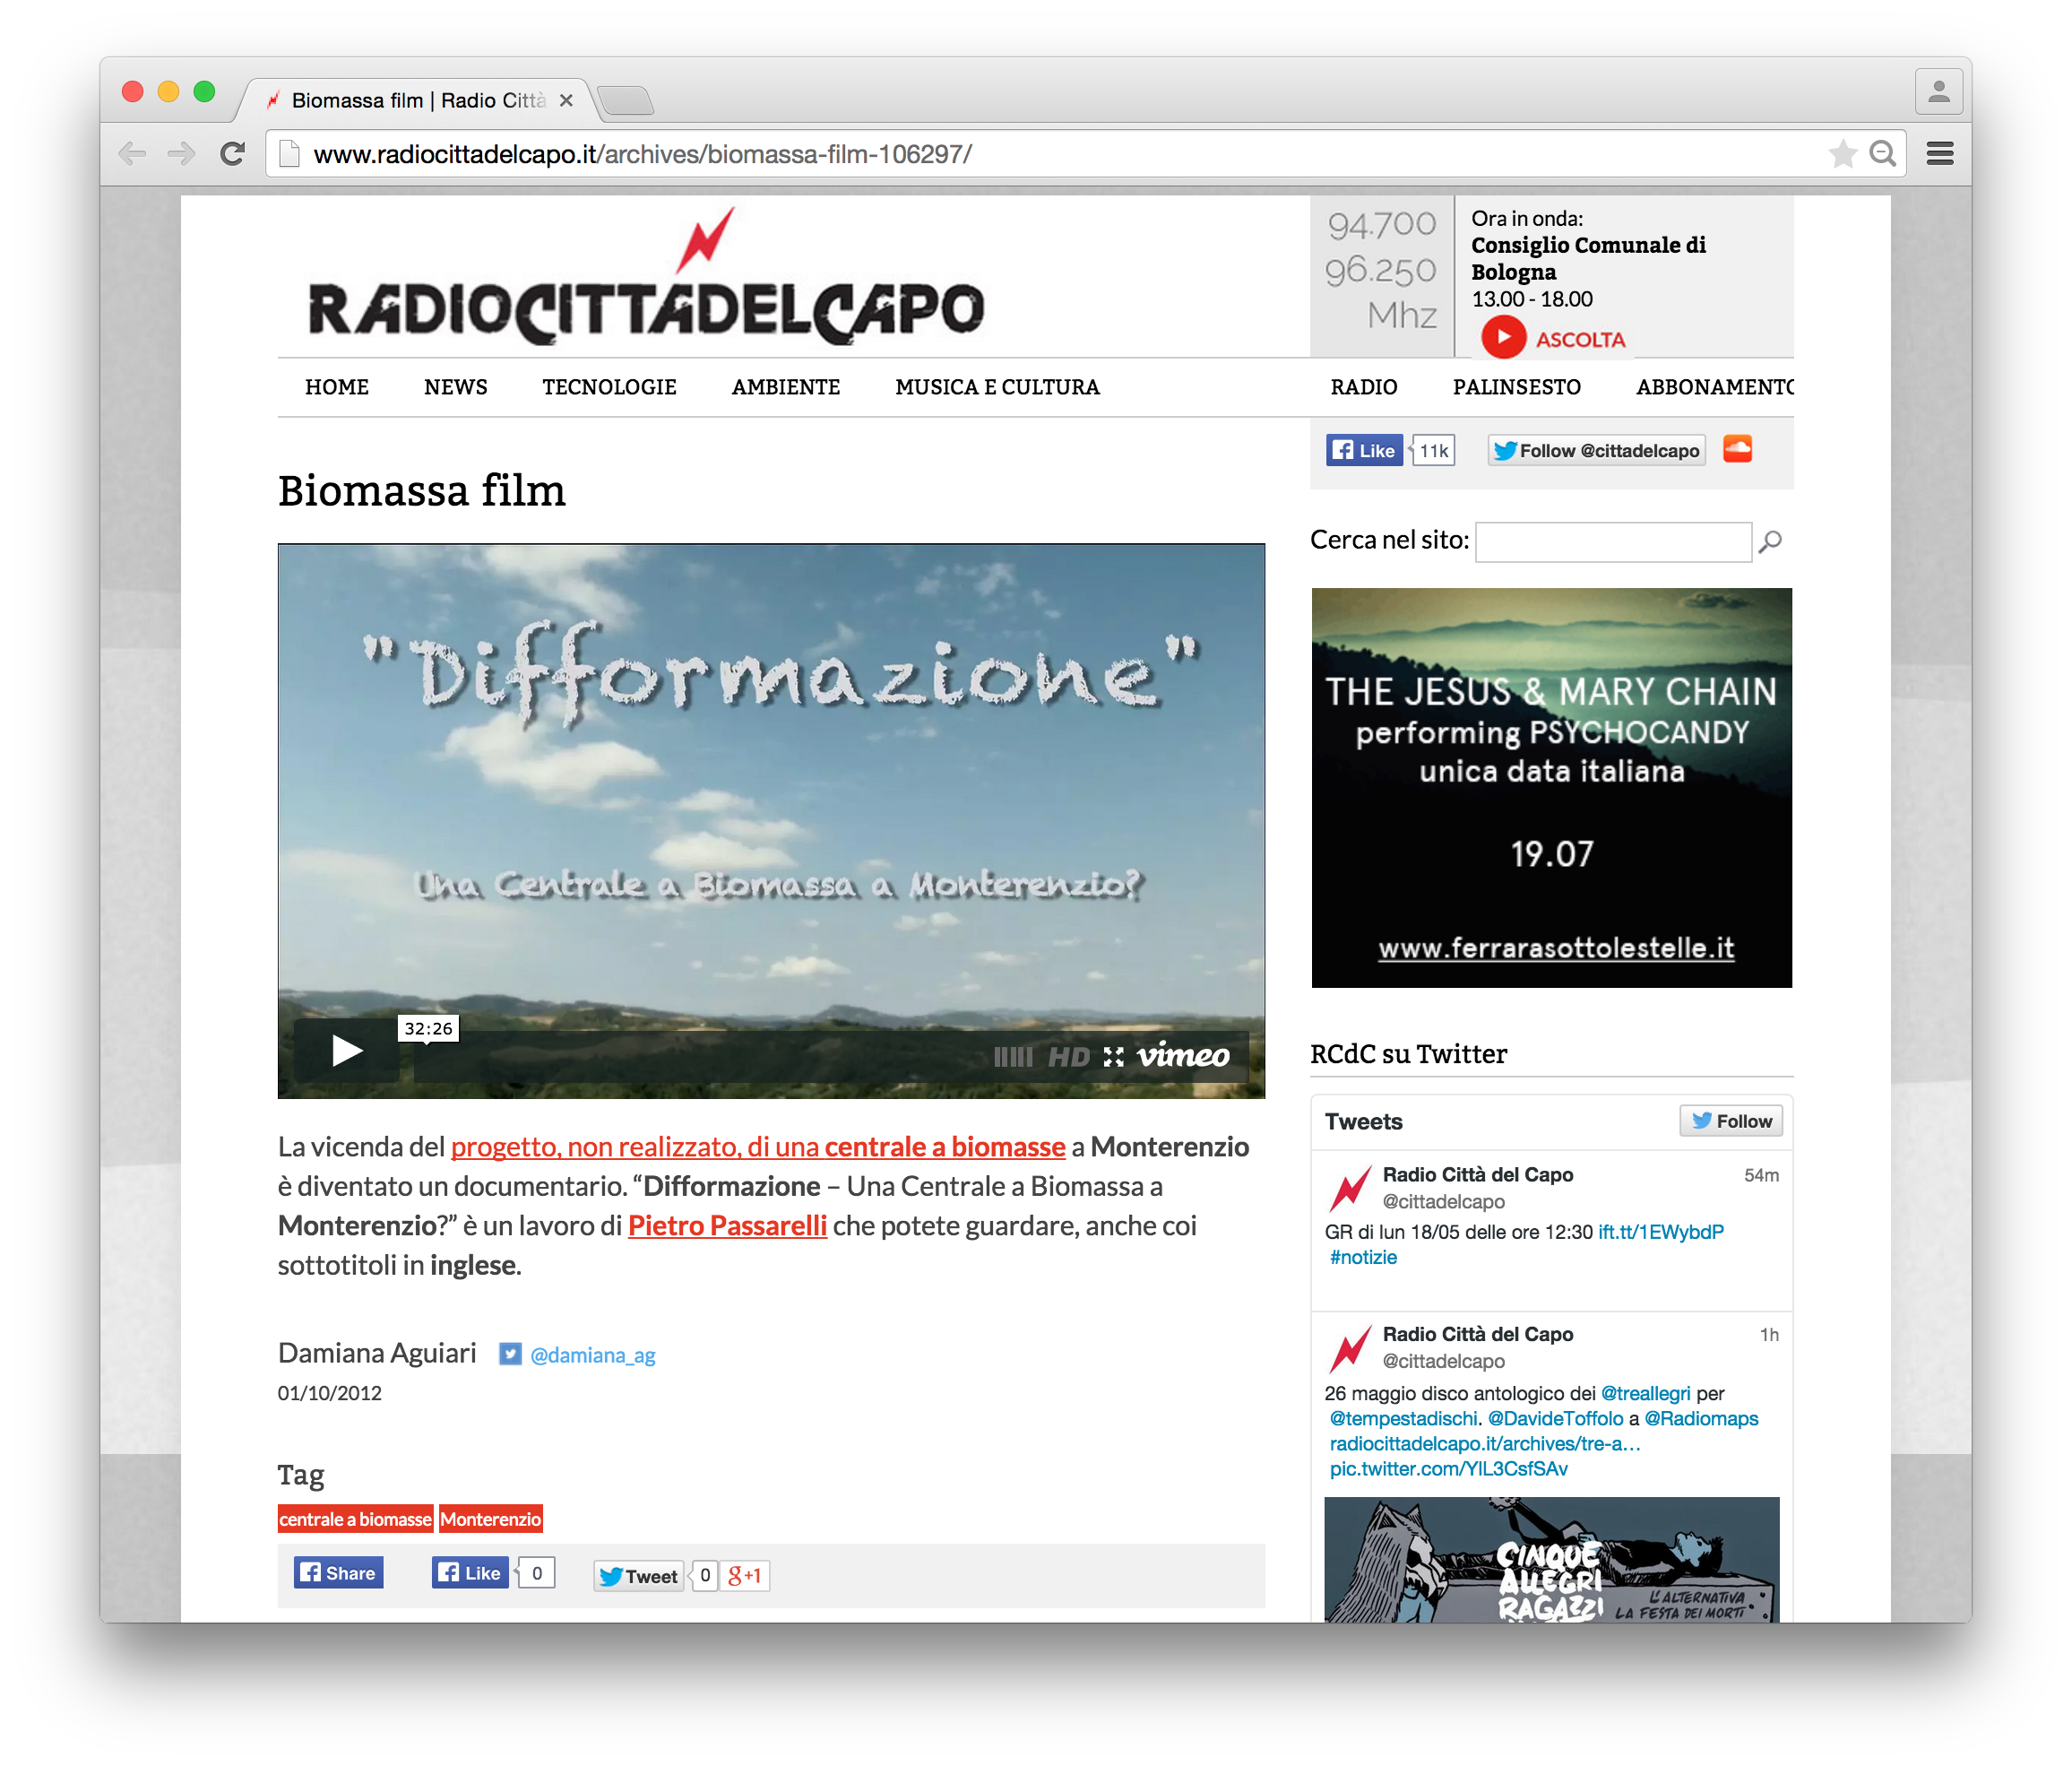 Biomassa film | Radio Città
www.radiocittadelcapo.it/archives/biomassa-film-106297/
RADIOCITTADELCAPO
94.700
96.250
Mhz
Ora in onda:
Consiglio Comunale di
Bologna
13.00 - 18.00
ASCOLTA
HOME NEWS TECNOLOGIE AMBIENTE MUSICA E CULTURA RADIO PALINSESTO ABBONAMENTO
Like 11k Follow @cittadelcapo
Biomassa film
Cerca nel sito:
"Difformazione"
Una Centrale a Biomassa a Monterenzio?
32:26
HD vimeo
THE JESUS & MARY CHAIN
performing PSYCHOCANDY
unica data italiana
19.07
www.ferrarasottolestelle.it
La vicenda del progetto, non realizzato, di una centrale a biomasse a Monterenzio
è diventato un documentario. “Difformazione – Una Centrale a Biomassa a
Monterenzio?” è un lavoro di Pietro Passarelli che potete guardare, anche coi
sottotitoli in inglese.
Damiana Aguiari @damiana_ag
01/10/2012
Tag
centrale a biomasse Monterenzio
Share Like 0 Tweet 0 g+1
RCdC su Twitter
Tweets Follow
Radio Città del Capo 54m
@cittadelcapo
GR di lun 18/05 delle ore 12:30 ift.tt/1EWybdP
#notizie
Radio Città del Capo 1h
@cittadelcapo
26 maggio disco antologico dei @treallegri per
@tempestadischi. @DavideToffolo a @Radiomaps
radiocittadelcapo.it/archives/tre-a…
pic.twitter.com/YlL3CsfSAv
CINQUE
ALLEGRI
RAGAZZI
L'ALTERNATIVA
LA FESTA DEI MORTI